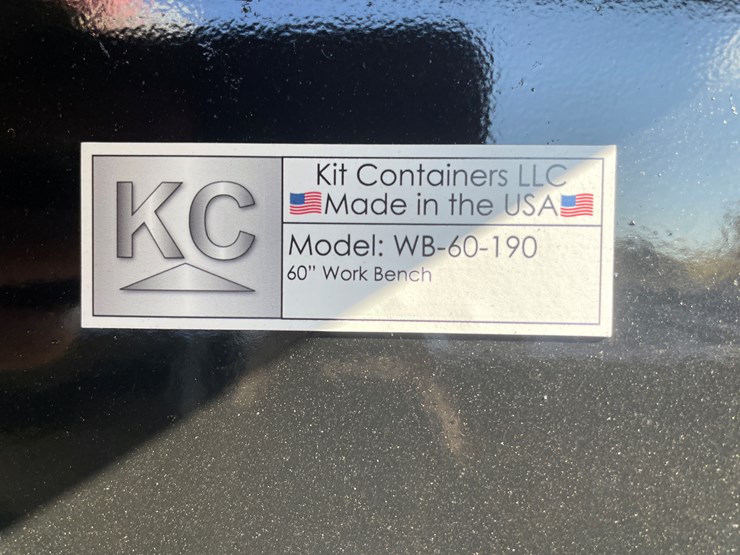 KC
Kit Containers LLC
Made in the USA
Model: WB-60-190
60” Work Bench